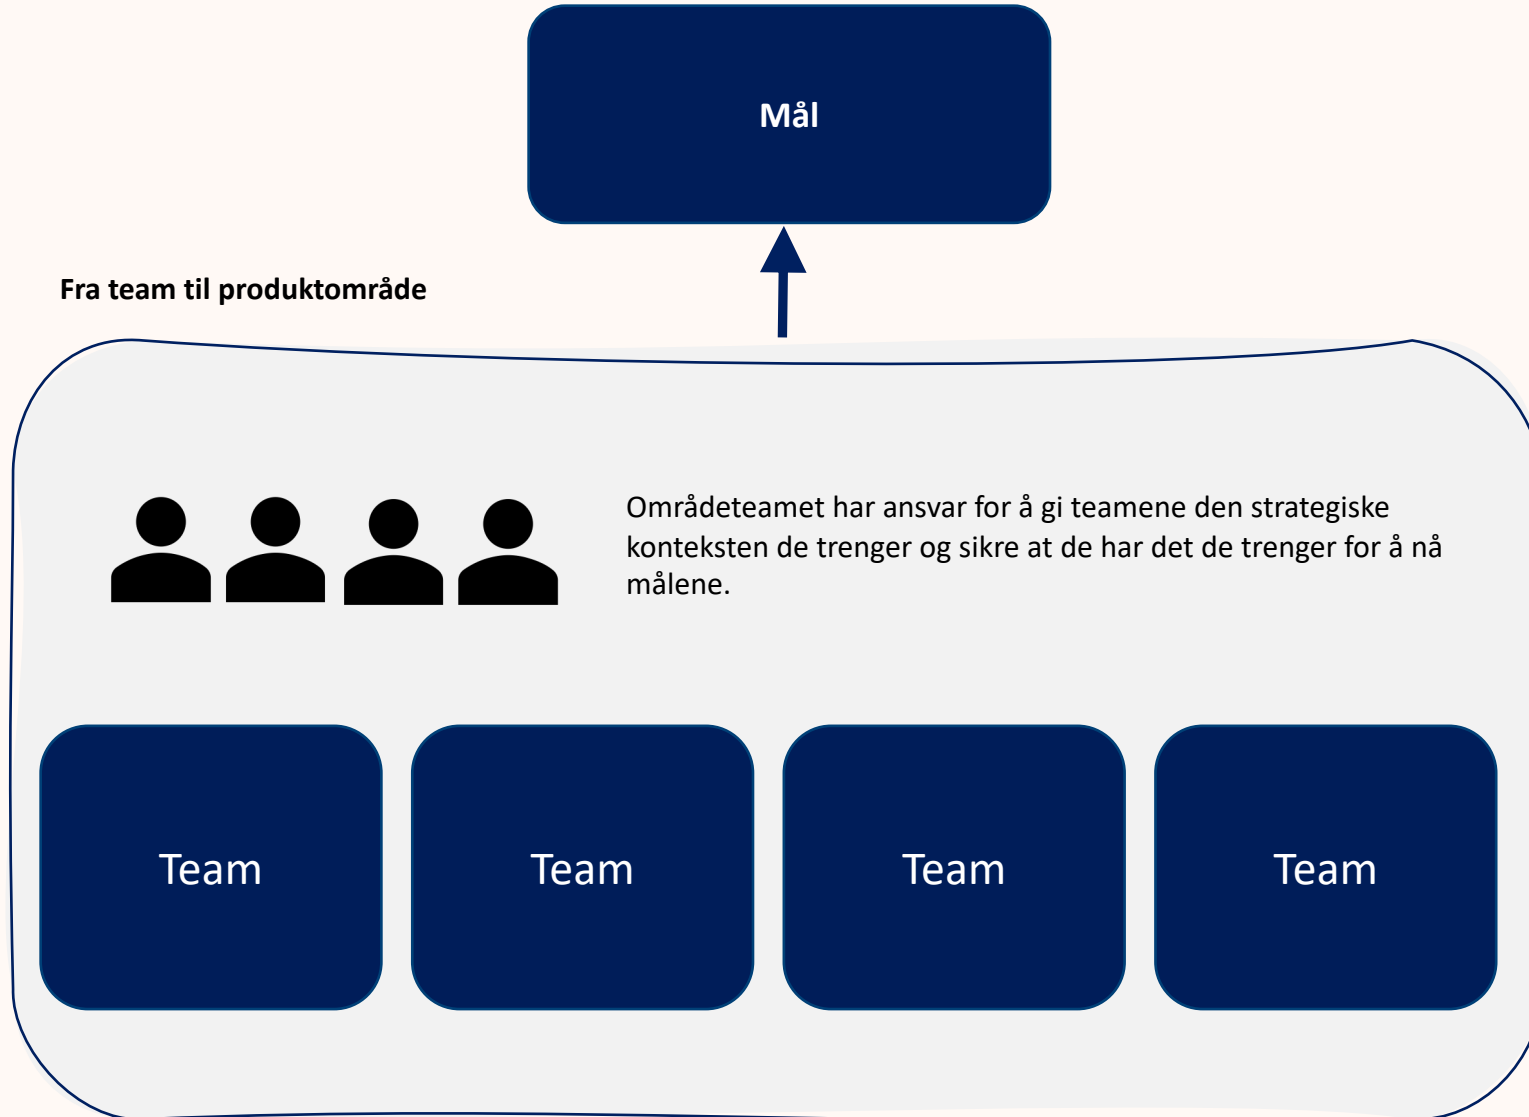 Mål
Fra team til produktområde
Områdeteamet har ansvar for å gi teamene den strategiske
konteksten de trenger og sikre at de har det de trenger for å nå
målene.
Team
Team
Team
Team